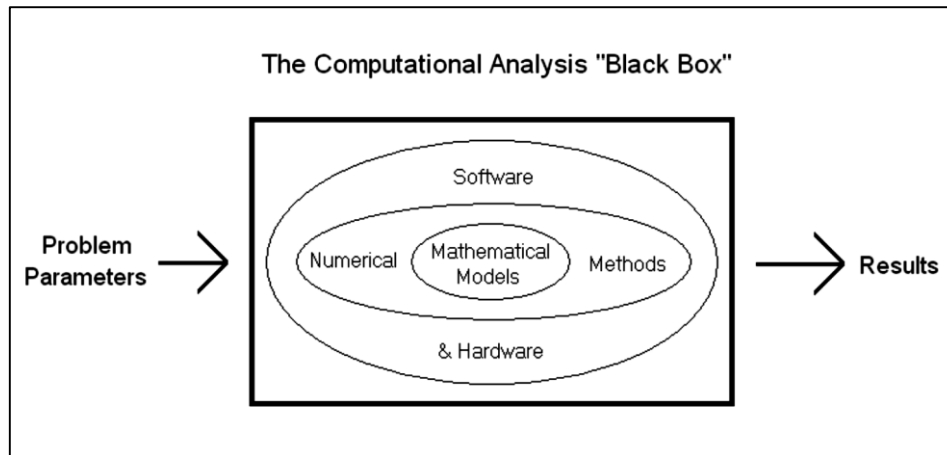 The Computational Analysis "Black Box"
Problem
Parameters
Software
Numerical
Mathematical
Models
Methods
& Hardware
Results